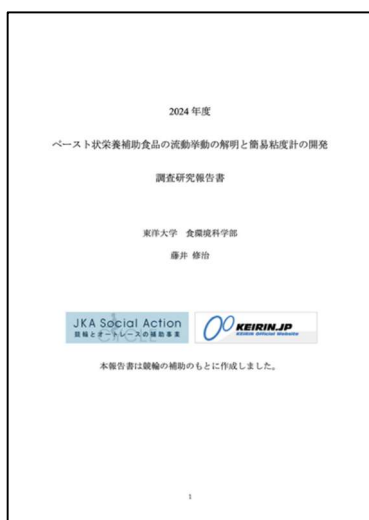 2024 年度
ペースト状栄養補助食品の流動挙動の解明と簡易粘度計の開発
調査研究報告書
東洋大学 食環境科学部
藤井 修治
JKA Social Action
競輪とオートレースの補助事業
KEIRIN.JP
KEIRIN Official Website
本報告書は競輪の補助のもとに作成しました。
1